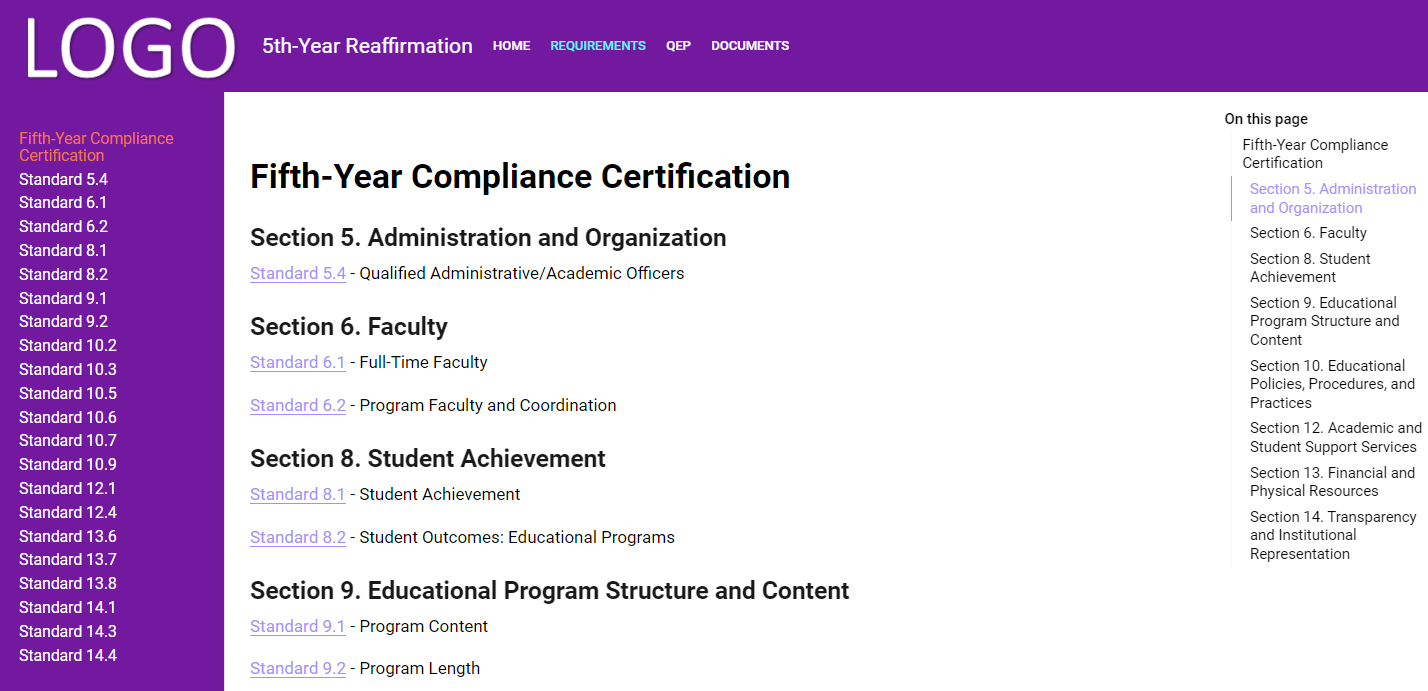 LOGO
5th-Year Reaffirmation HOME REQUIREMENTS QEP DOCUMENTS
Fifth-Year Compliance
Certification
Standard 5.4
Standard 6.1
Standard 6.2
Standard 8.1
Standard 8.2
Standard 9.1
Standard 9.2
Standard 10.2
Standard 10.3
Standard 10.5
Standard 10.6
Standard 10.7
Standard 10.9
Standard 12.1
Standard 12.4
Standard 13.6
Standard 13.7
Standard 13.8
Standard 14.1
Standard 14.3
Standard 14.4
Fifth-Year Compliance Certification
Section 5. Administration and Organization
Standard 5.4 - Qualified Administrative/Academic Officers
Section 6. Faculty
Standard 6.1 - Full-Time Faculty
Standard 6.2 - Program Faculty and Coordination
Section 8. Student Achievement
Standard 8.1 - Student Achievement
Standard 8.2 - Student Outcomes: Educational Programs
Section 9. Educational Program Structure and Content
Standard 9.1 - Program Content
Standard 9.2 - Program Length
On this page
Fifth-Year Compliance
Certification
Section 5. Administration
and Organization
Section 6. Faculty
Section 8. Student
Achievement
Section 9. Educational
Program Structure and
Content
Section 10. Educational
Policies, Procedures, and
Practices
Section 12. Academic and
Student Support Services
Section 13. Financial and
Physical Resources
Section 14. Transparency
and Institutional
Representation